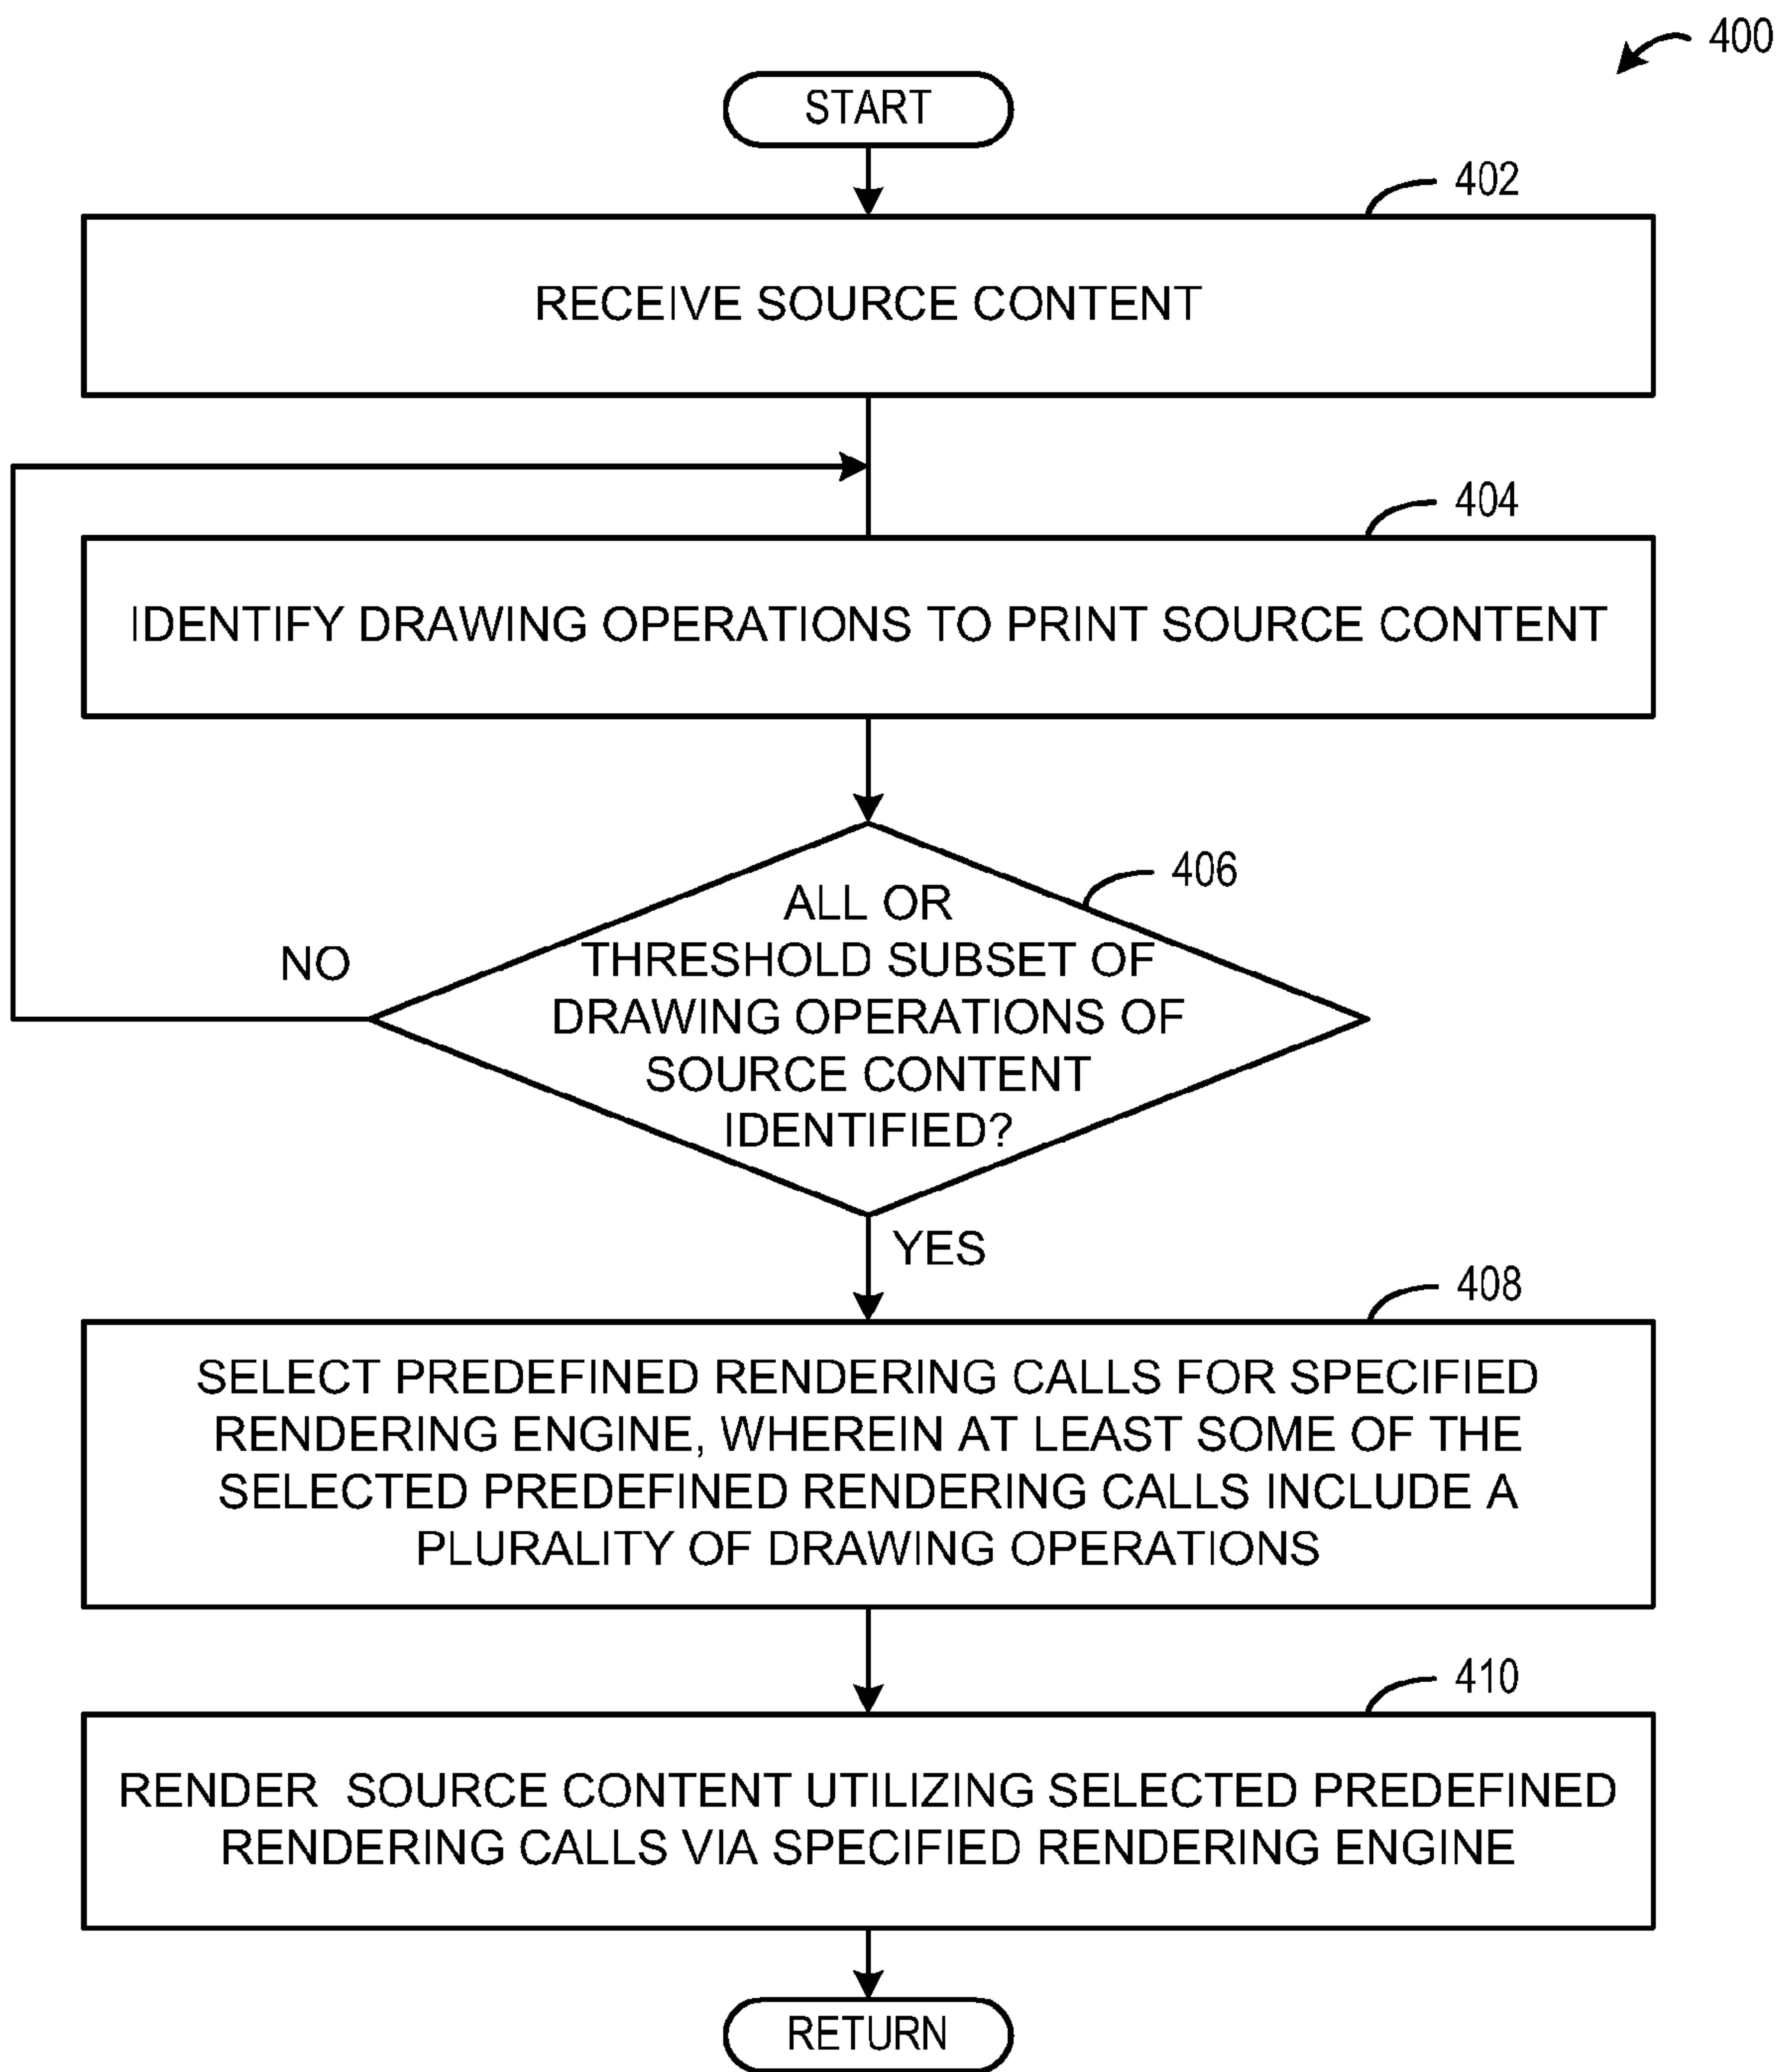 400
START
402
RECEIVE SOURCE CONTENT
404
IDENTIFY DRAWING OPERATIONS TO PRINT SOURCE CONTENT
406
ALL OR
THRESHOLD SUBSET OF
DRAWING OPERATIONS OF
SOURCE CONTENT
IDENTIFIED?
NO
YES
408
SELECT PREDEFINED RENDERING CALLS FOR SPECIFIED
RENDERING ENGINE, WHEREIN AT LEAST SOME OF THE
SELECTED PREDEFINED RENDERING CALLS INCLUDE A
PLURALITY OF DRAWING OPERATIONS
410
RENDER SOURCE CONTENT UTILIZING SELECTED PREDEFINED
RENDERING CALLS VIA SPECIFIED RENDERING ENGINE
RETURN